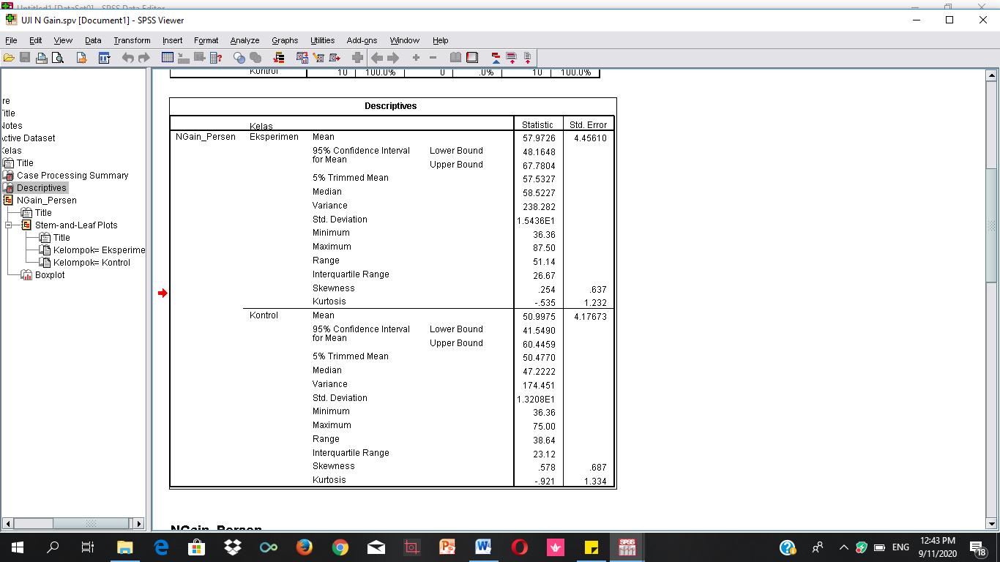 Untitled1 [DataSet0] - SPSS Data Editor
UJI N Gain.spv [Document1] - SPSS Viewer
File Edit View Data Transform Insert Format Analyze Graphs Utilities Add-ons Window Help
re
Title
Notes
Active Dataset
Kelas
Title
Case Processing Summary
Descriptives
NGain_Persen
Title
Stem-and-Leaf Plots
Title
Kelompok= Eksperime
Kelompok= Kontrol
Boxplot
Kontrol 10 100.0% 0 .0% 10 100.0%
Descriptives
Kelas Statistic Std. Error
NGain_Persen Eksperimen Mean 57.9726 4.45610
95% Confidence Interval for Mean Lower Bound 48.1648
Upper Bound 67.7804
5% Trimmed Mean 57.5327
Median 58.5227
Variance 238.282
Std. Deviation 1.5436E1
Minimum 36.36
Maximum 87.50
Range 51.14
Interquartile Range 26.67
Skewness .254 .637
Kurtosis -.535 1.232
Kontrol Mean 50.9975 4.17673
95% Confidence Interval for Mean Lower Bound 41.5490
Upper Bound 60.4459
5% Trimmed Mean 50.4770
Median 47.2222
Variance 174.451
Std. Deviation 1.3208E1
Minimum 36.36
Maximum 75.00
Range 38.64
Interquartile Range 23.12
Skewness .578 .687
Kurtosis -.921 1.334
NGain_Persen
ENG
12:43 PM
9/11/2020
18